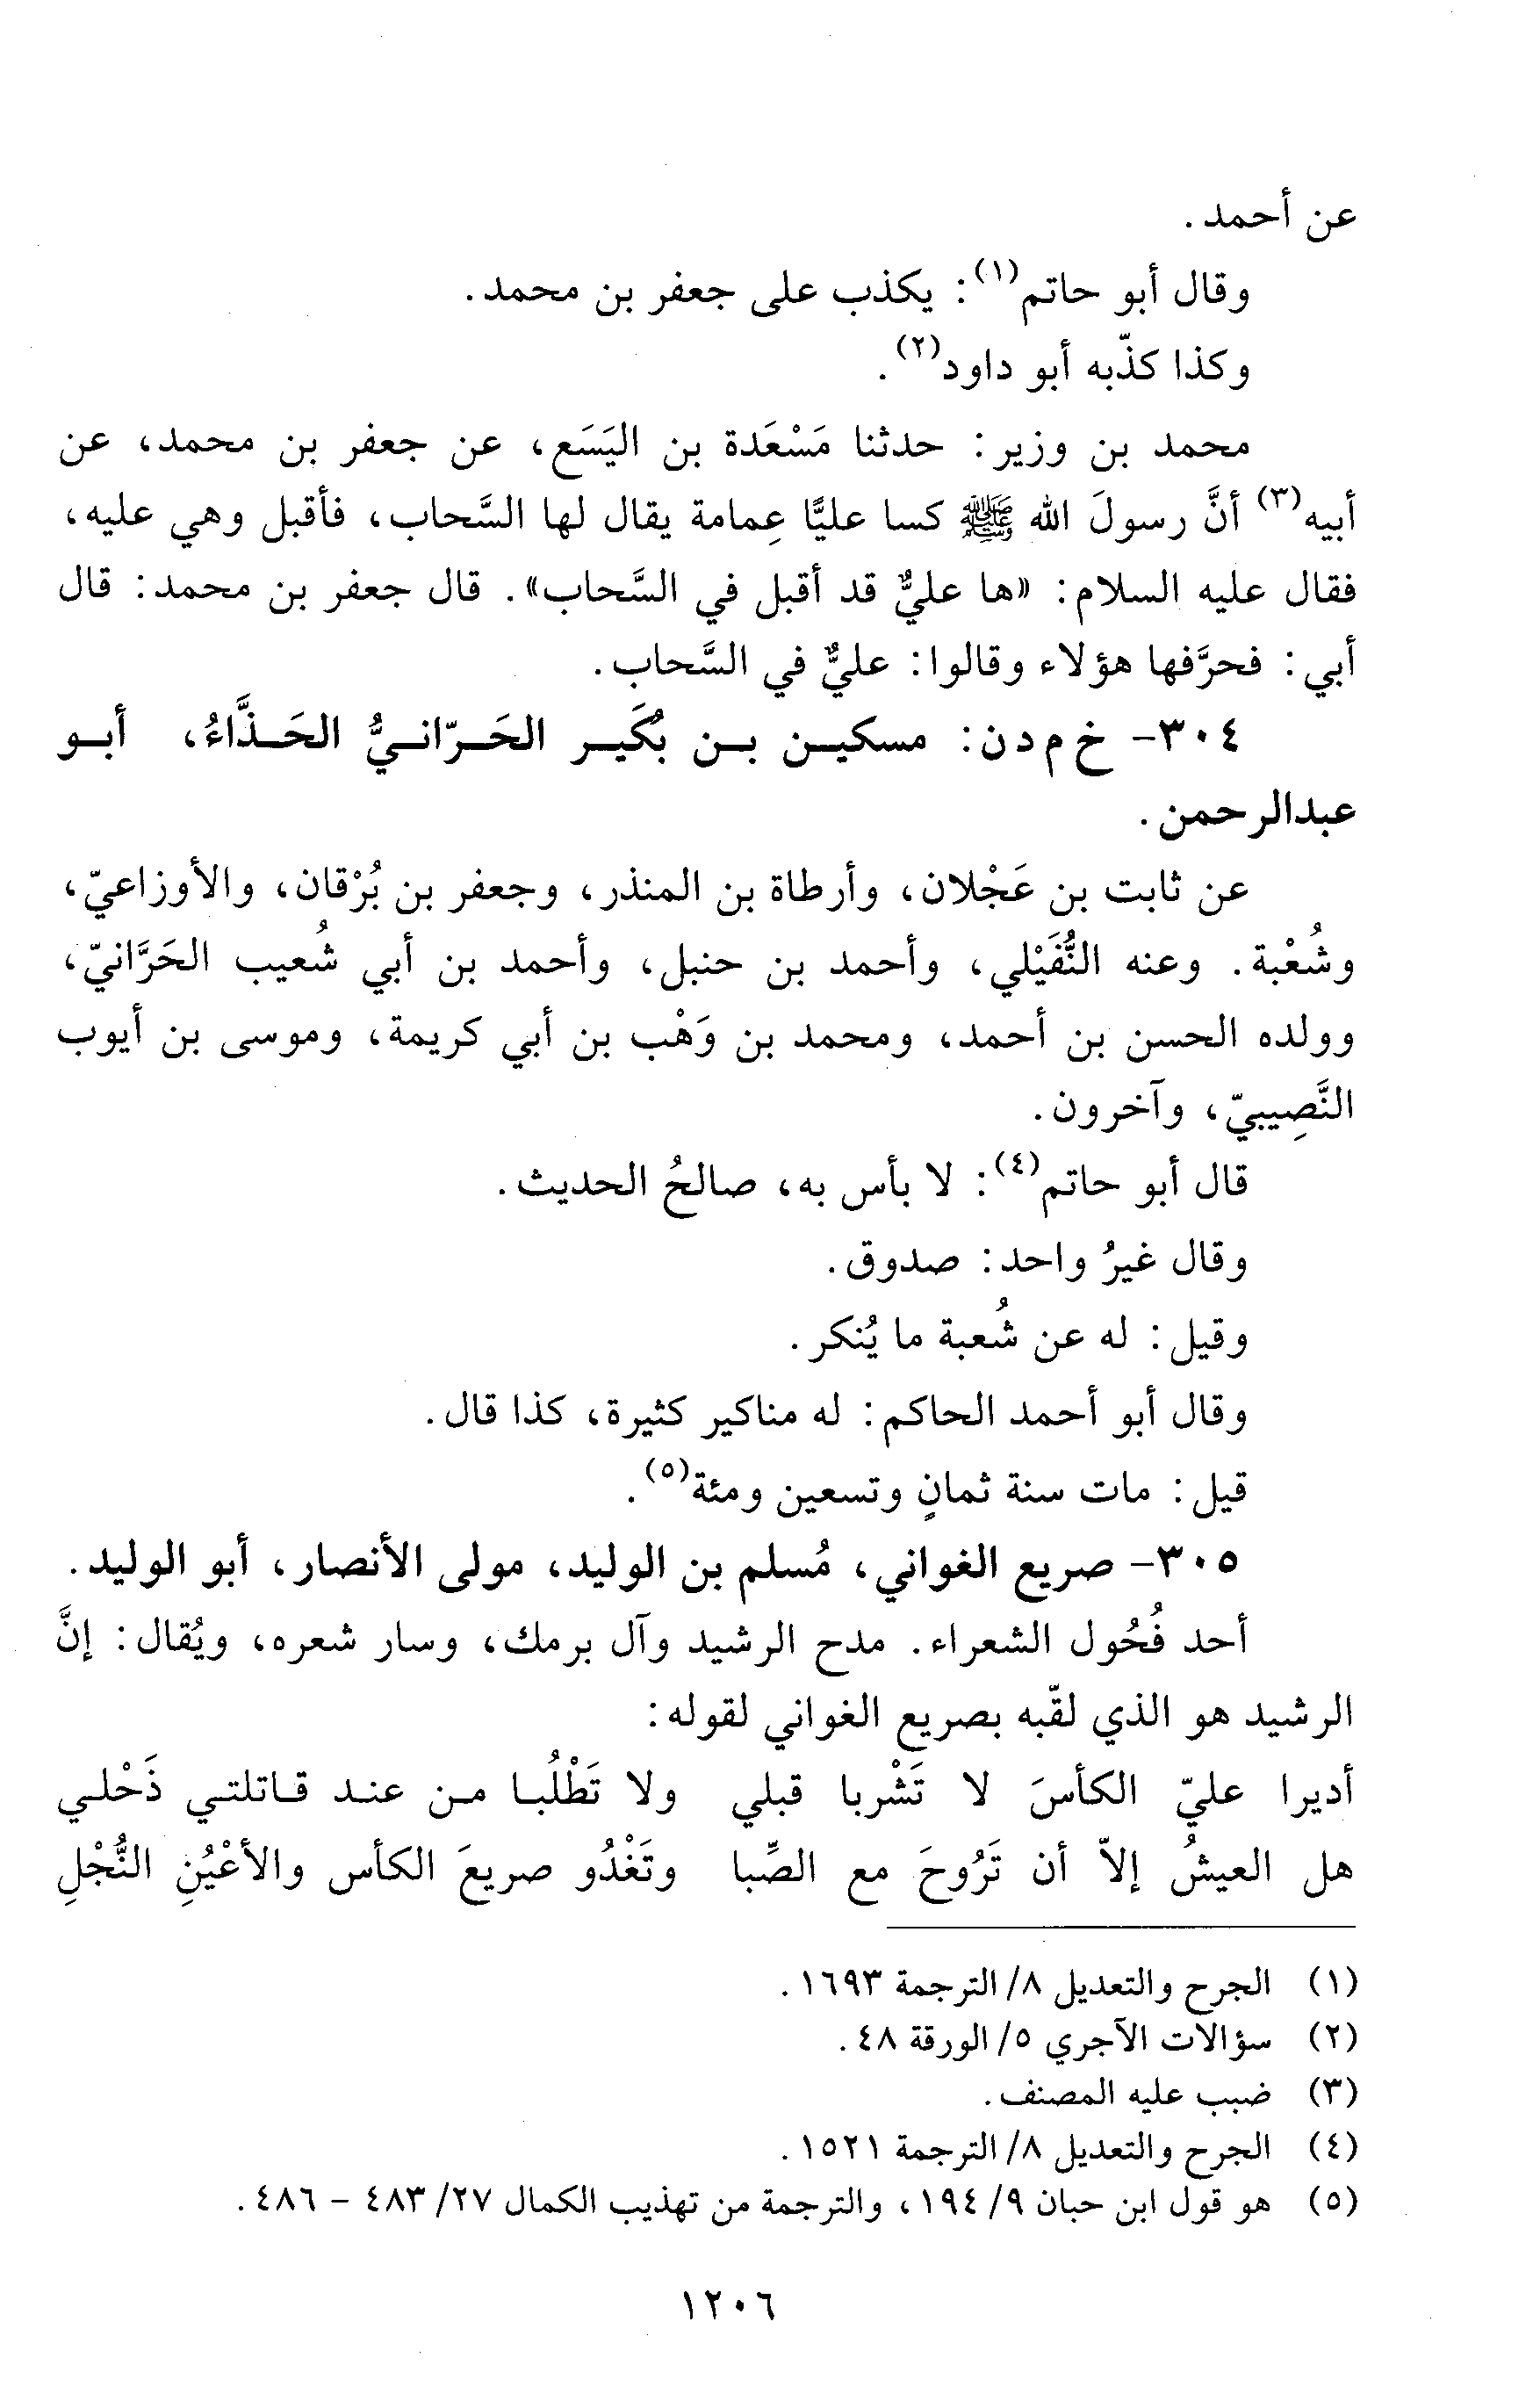 عن أحمد.
وقال أبو حاتم(١): يكذب على جعفر بن محمد.
وكذا كذّبه أبو داود(٢).
محمد بن وزير: حدثنا مَسْعَدة بن اليَسَع، عن جعفر بن محمد، عن
أبيه(٣) أنَّ رسولَ الله ﷺ كسا عليًّا عِمامة يقال لها السَّحاب، فأقبل وهي عليه،
فقال عليه السلام: «ها عليٌّ قد أقبل في السَّحاب». قال جعفر بن محمد: قال
أبي: فحرَّفها هؤلاء وقالوا: عليٌّ في السَّحاب.
٣٠٤- خ م د ن: مسكيـن بـن بُكَيـر الحَـرّانـيُّ الحَـذَّاءُ، أبـو
عبدالرحمن.
عن ثابت بن عَجْلان، وأرطاة بن المنذر، وجعفر بن بُرْقان، والأوزاعيّ،
وشُعْبة. وعنه النُّفَيْلي، وأحمد بن حنبل، وأحمد بن أبي شُعيب الحَرَّانيّ،
وولده الحسن بن أحمد، ومحمد بن وَهْب بن أبي كريمة، وموسى بن أيوب
النَّصِيبيّ، وآخرون.
قال أبو حاتم(٤): لا بأس به، صالحُ الحديث.
وقال غيرُ واحد: صدوق.
وقيل: له عن شُعبة ما يُنكر.
وقال أبو أحمد الحاكم: له مناكير كثيرة، كذا قال.
قيل: مات سنة ثمانٍ وتسعين ومئة(٥).
٣٠٥- صريع الغواني، مُسلم بن الوليد، مولى الأنصار، أبو الوليد.
أحد فُحُول الشعراء. مدح الرشيد وآل برمك، وسار شعره، ويُقال: إنَّ
الرشيد هو الذي لقّبه بصريع الغواني لقوله:
أديرا عليّ الكأسَ لا تَشْربا قبلي ولا تَطْلُبـا مـن عنـد قـاتلتـي ذَحْلـي
هل العيشُ إلاّ أن تَرُوحَ مع الصِّبا وتَغْدُو صريعَ الكأس والأعْيُنِ النُّجْلِ
(١) الجرح والتعديل ٨/ الترجمة ١٦٩٣.
(٢) سؤالات الآجري ٥/ الورقة ٤٨.
(٣) ضبب عليه المصنف.
(٤) الجرح والتعديل ٨/ الترجمة ١٥٢١.
(٥) هو قول ابن حبان ٩/ ١٩٤، والترجمة من تهذيب الكمال ٢٧/ ٤٨٣ - ٤٨٦.
١٢٠٦